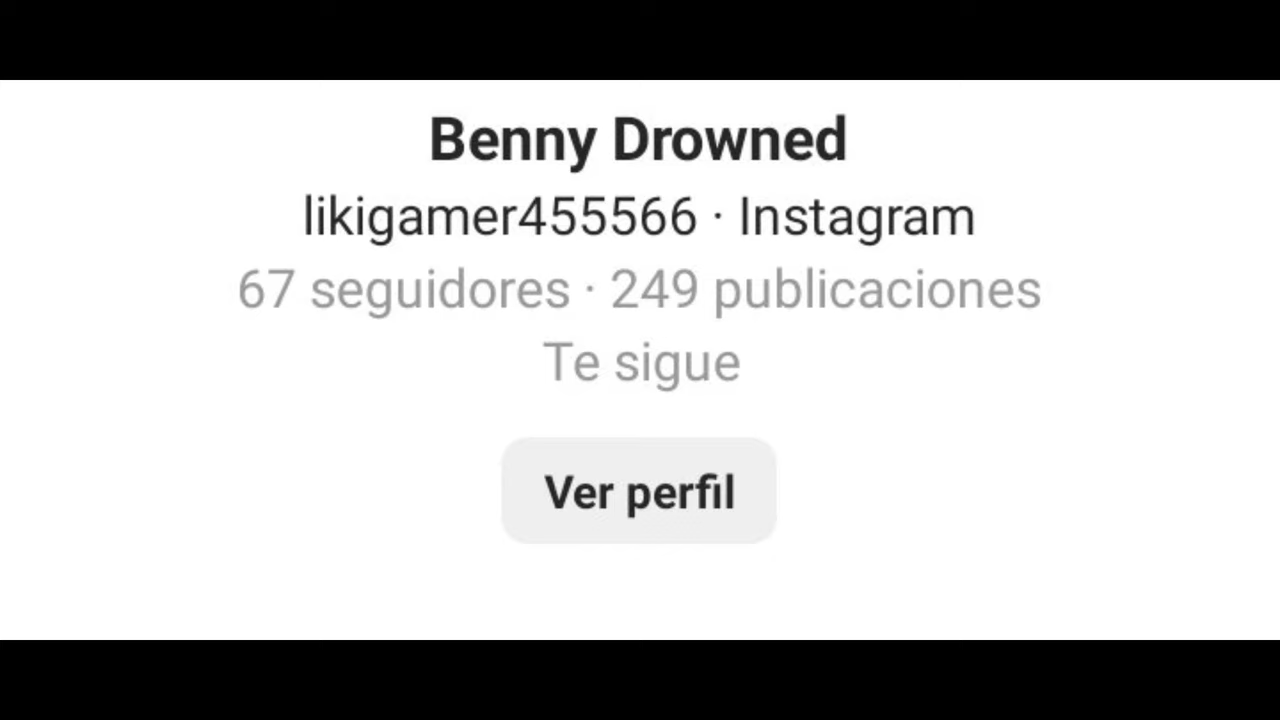 Benny Drowned
likigamer455566 · Instagram
67 seguidores · 249 publicaciones
Te sigue
Ver perfil